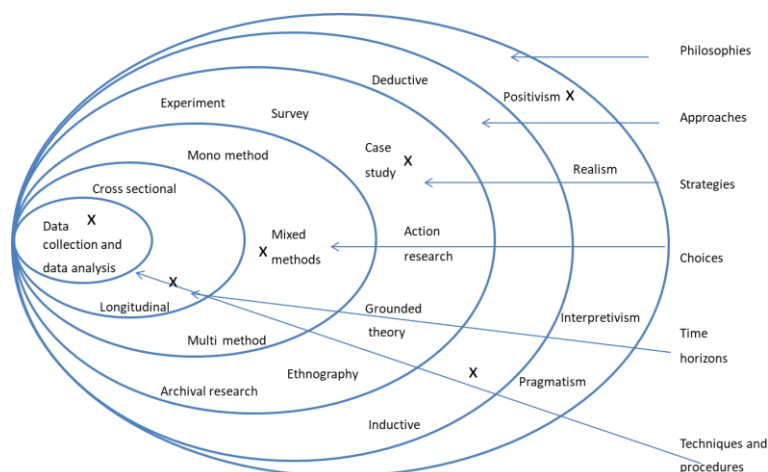 Philosophies
Deductive
Positivism X
Experiment
Survey
Approaches
Mono method
Case
study X
Realism
Cross sectional
Strategies
X
Data
collection and
data analysis
X Mixed
methods
Action
research
Choices
X
Longitudinal
Grounded
theory
Interpretivism
Time
horizons
Multi method
Ethnography
X
Pragmatism
Archival research
Inductive
Techniques and
procedures